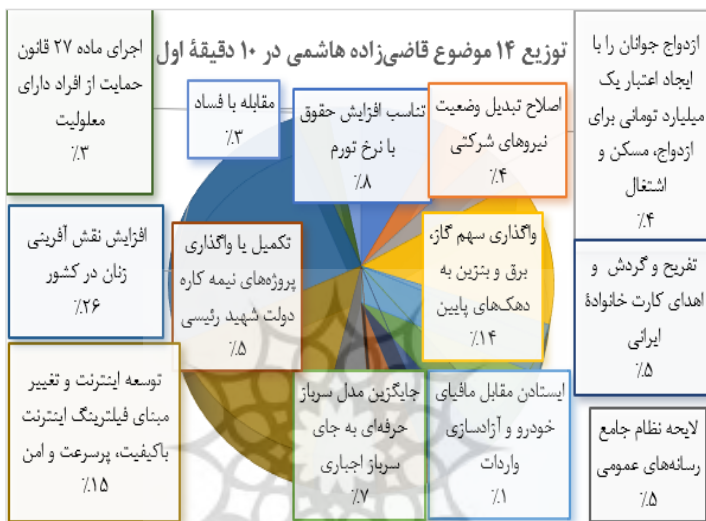 توزیع ۱۴ موضوع قاضی‌زاده هاشمی در ۱۰ دقیقهٔ اول
اجرای ماده ۲۷ قانون
حمایت از افراد دارای
معلولیت
٪۳
مقابله با فساد
٪۳
تناسب افزایش حقوق
با نرخ تورم
٪۸
اصلاح تبدیل وضعیت
نیروهای شرکتی
٪۴
ازدواج جوانان را با
ایجاد اعتبار یک
میلیارد تومانی برای
ازدواج، مسکن و
اشتغال
٪۴
افزایش نقش آفرینی
زنان در کشور
٪۲۶
تکمیل یا واگذاری
پروژه‌های نیمه کاره
دولت شهید رئیسی
٪۵
واگذاری سهم گاز،
برق و بنزین به
دهک‌های پایین
٪۱۴
تفریح و گردش و
اهدای کارت خانوادهٔ
ایرانی
٪۵
توسعه اینترنت و تغییر
مبنای فیلترینگ اینترنت
باکیفیت، پرسرعت و امن
٪۱۵
جایگزین مدل سرباز
حرفه‌ای به جای
سرباز اجباری
٪۷
ایستادن مقابل مافیای
خودرو و آزادسازی
واردات
٪۱
لایحه نظام جامع
رسانه‌های عمومی
٪۵